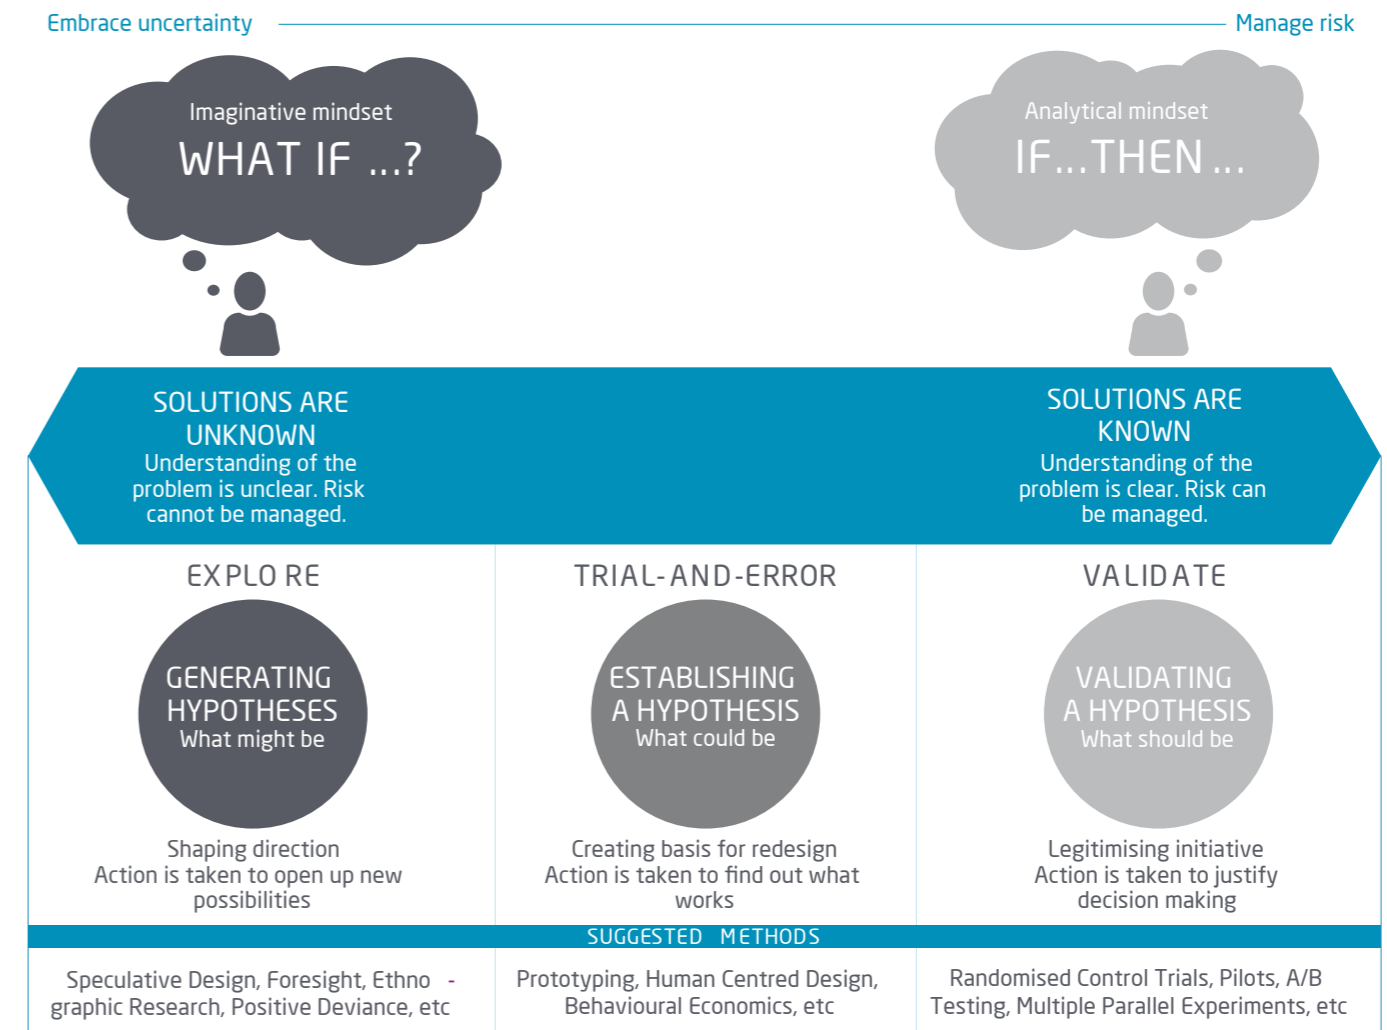 Embrace uncertainty
Manage risk
Imaginative mindset
WHAT IF ...?
Analytical mindset
IF...THEN ...
SOLUTIONS ARE
UNKNOWN
Understanding of the
problem is unclear. Risk
cannot be managed.
SOLUTIONS ARE
KNOWN
Understanding of the
problem is clear. Risk can
be managed.
EXPLORE
GENERATING
HYPOTHESES
What might be
Shaping direction
Action is taken to open up new
possibilities
TRIAL-AND-ERROR
ESTABLISHING
A HYPOTHESIS
What could be
Creating basis for redesign
Action is taken to find out what
works
VALIDATE
VALIDATING
A HYPOTHESIS
What should be
Legitimising initiative
Action is taken to justify
decision making
SUGGESTED METHODS
Speculative Design, Foresight, Ethno -
graphic Research, Positive Deviance, etc
Prototyping, Human Centred Design,
Behavioural Economics, etc
Randomised Control Trials, Pilots, A/B
Testing, Multiple Parallel Experiments, etc